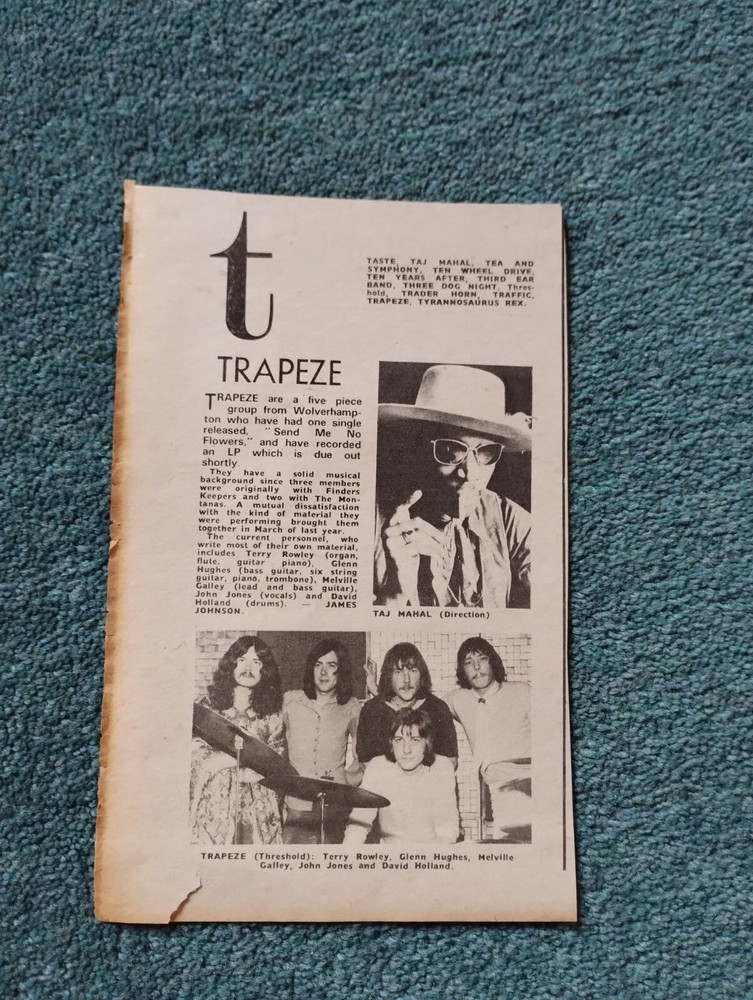 t
TASTE, TAJ MAHAL, TEA AND
SYMPHONY, TEN WHEEL DRIVE,
TEN YEARS AFTER, THIRD EAR
BAND, THREE DOG NIGHT, Thres-
hold, TRADER HORN, TRAFFIC,
TRAPEZE, TYRANNOSAURUS REX.
TRAPEZE
TRAPEZE are a five piece
group from Wolverhamp-
ton who have had one single
released, "Send Me No
Flowers," and have recorded
an LP which is due out
shortly.
They have a solid musical
background since three members
were originally with Finders
Keepers and two with The Mon-
tanas. A mutual dissatisfaction
with the kind of material they
were performing brought them
together in March of last year.
The current personnel, who
write most of their own material,
includes Terry Rowley (organ,
flute, guitar piano), Glenn
Hughes (bass guitar, six string
guitar, piano, trombone), Melville
Galley (lead and bass guitar),
John Jones (vocals) and David
Holland (drums). — JAMES
JOHNSON.
TAJ MAHAL (Direction)
TRAPEZE (Threshold): Terry Rowley, Glenn Hughes, Melville
Galley, John Jones and David Holland.